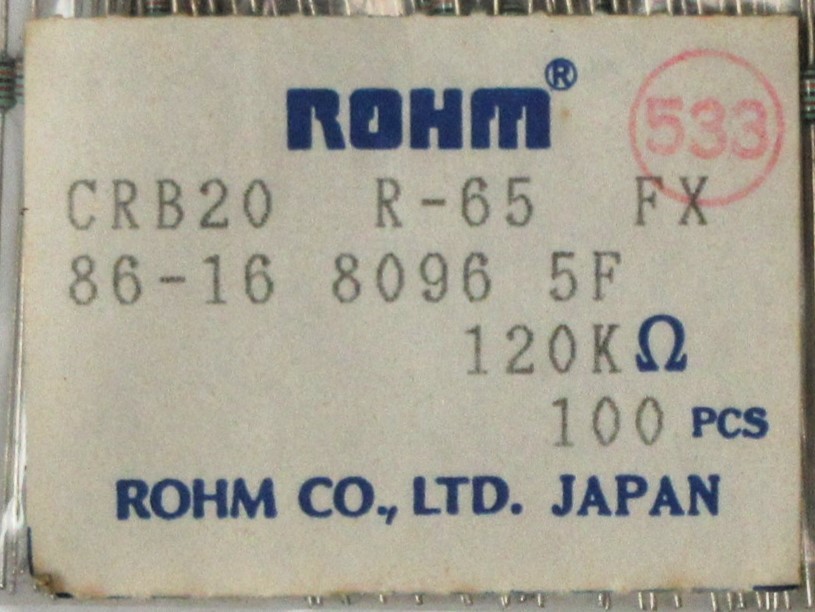 ROHM®
533
CRB20 R-65 FX
86-16 8096 5F
120KΩ
100 PCS
ROHM CO., LTD. JAPAN